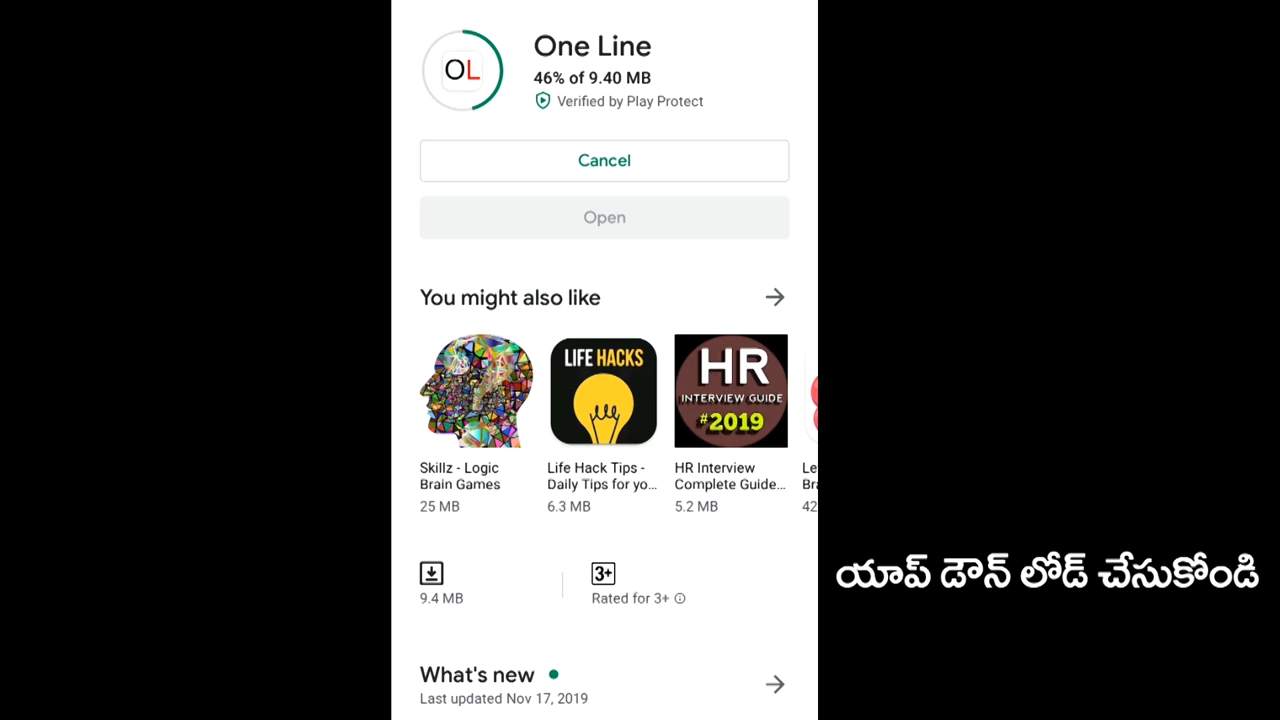 OL
One Line
46% of 9.40 MB
Verified by Play Protect
Cancel
Open
You might also like
LIFE HACKS
HR
INTERVIEW GUIDE
#2019
Skillz - Logic
Brain Games
25 MB
Life Hack Tips -
Daily Tips for yo...
6.3 MB
HR Interview
Complete Guide...
5.2 MB
Le
Bra
42
యాప్ డౌన్ లోడ్ చేసుకోండి
9.4 MB
3+
Rated for 3+
What's new
Last updated Nov 17, 2019